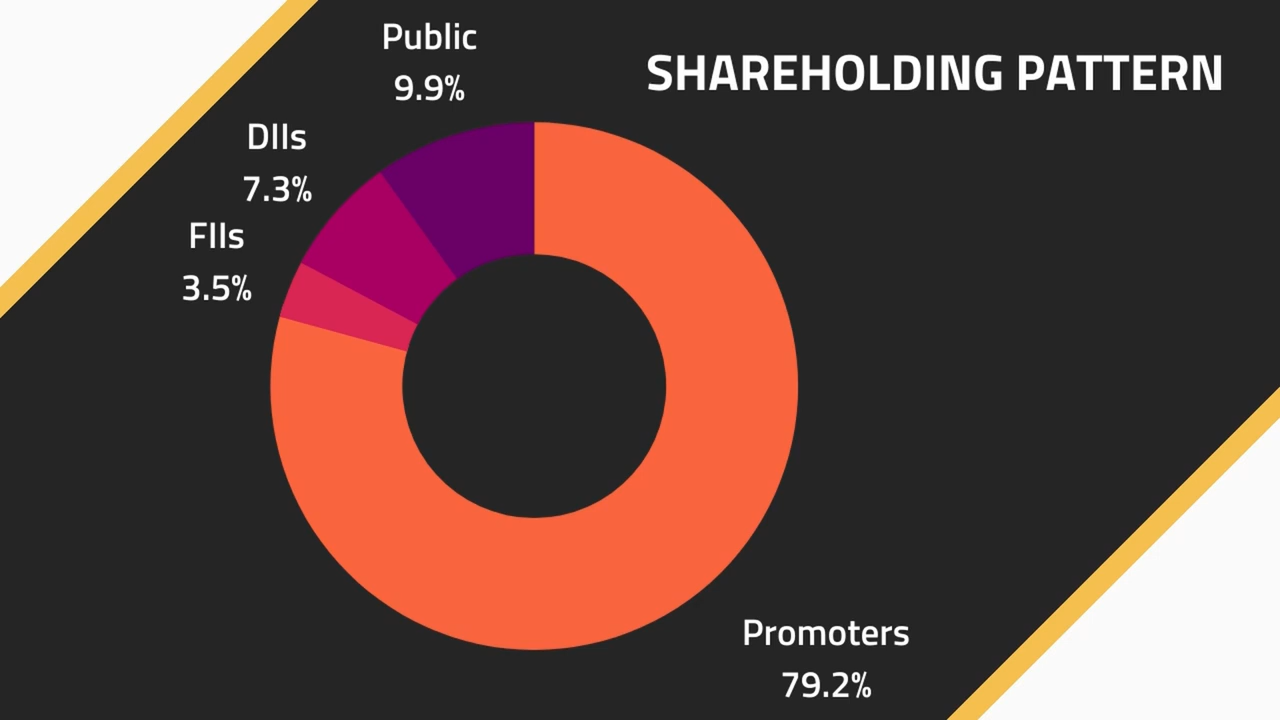 SHAREHOLDING PATTERN
Public
9.9%
DIIs
7.3%
FIIs
3.5%
Promoters
79.2%